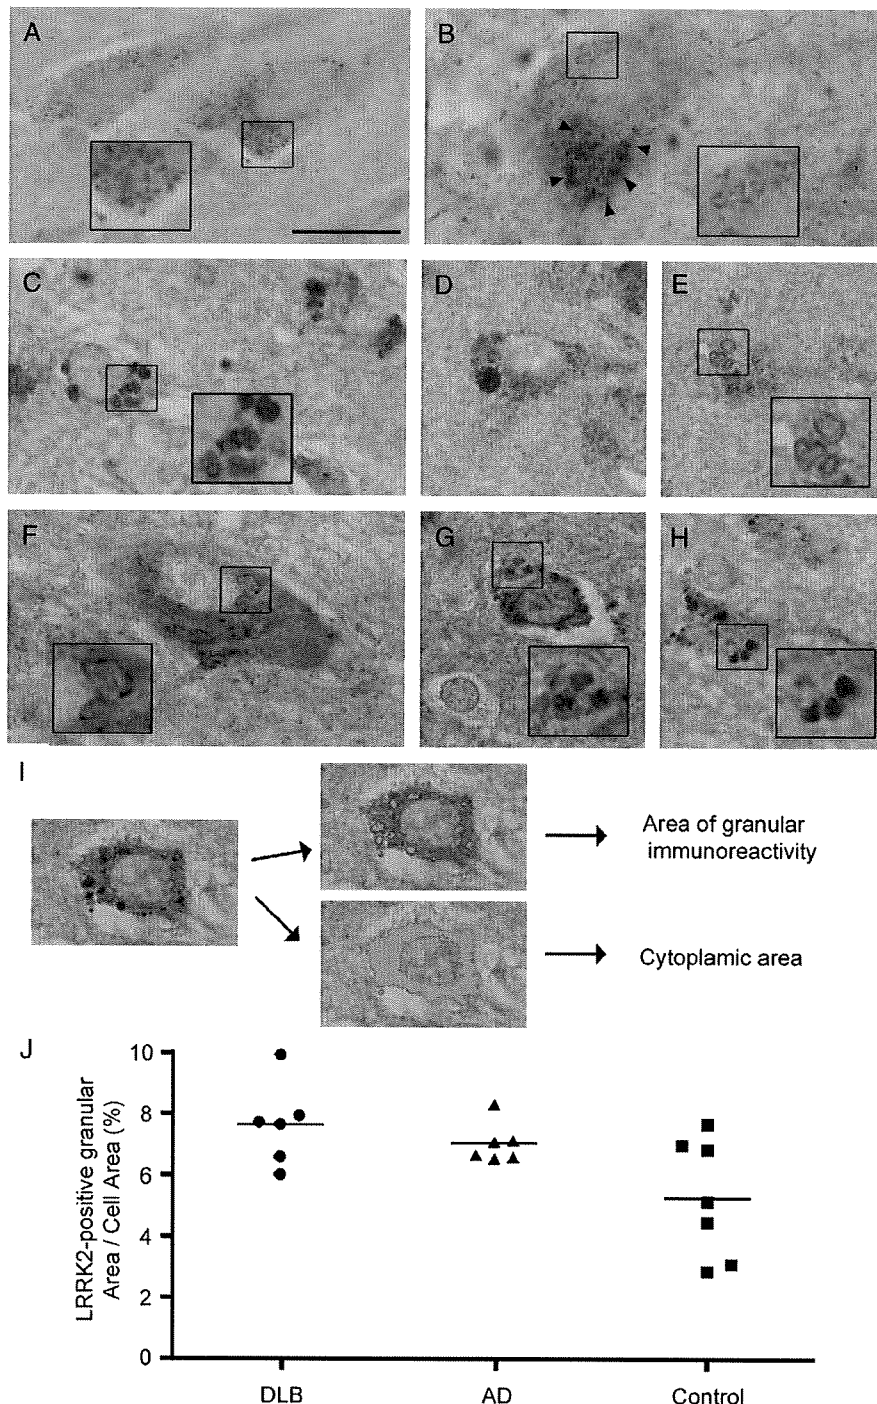 A
B
C
D
E
F
G
H
I
Area of granular
immunoreactivity
Cytoplamic area
J
LRRK2-positive granular
Area / Cell Area (%)
10
8
6
4
2
0
DLB
AD
Control